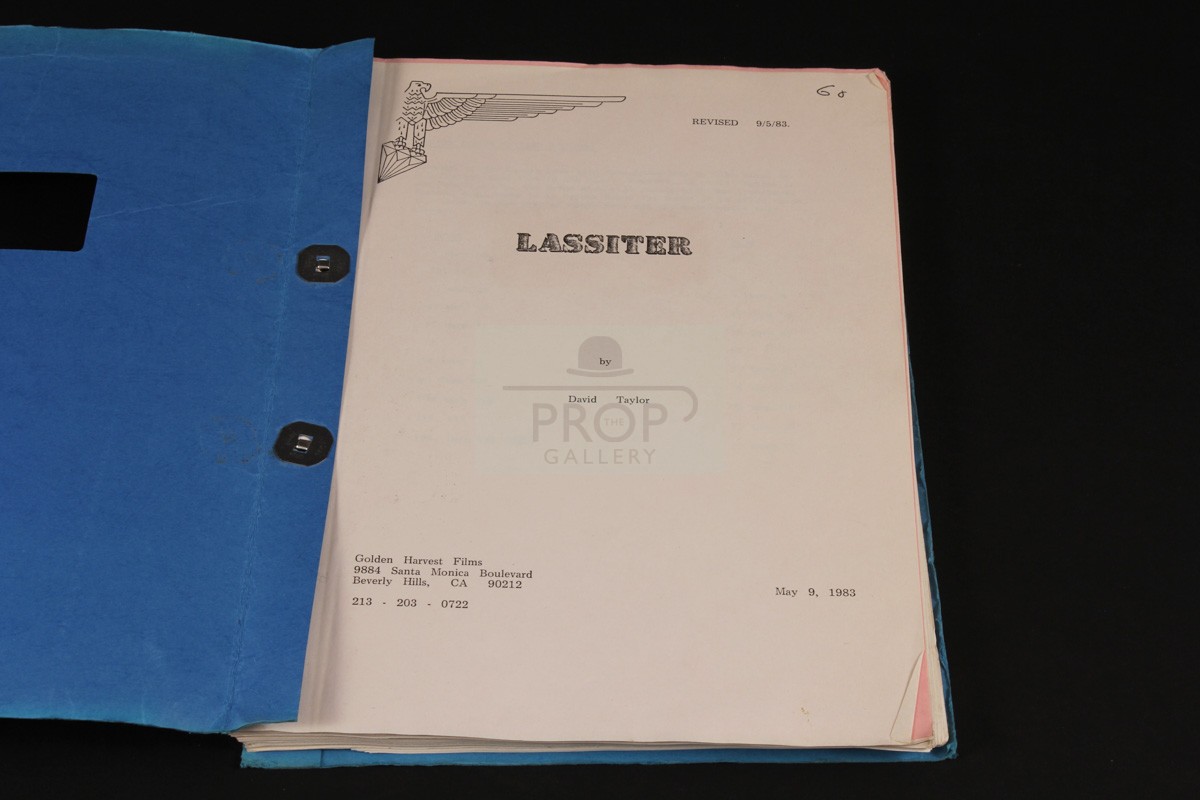 68
REVISED 9/5/83.
LASSITER
by
David Taylor
THE
PROP
GALLERY
Golden Harvest Films
9884 Santa Monica Boulevard
Beverly Hills, CA 90212
213 - 203 - 0722
May 9, 1983